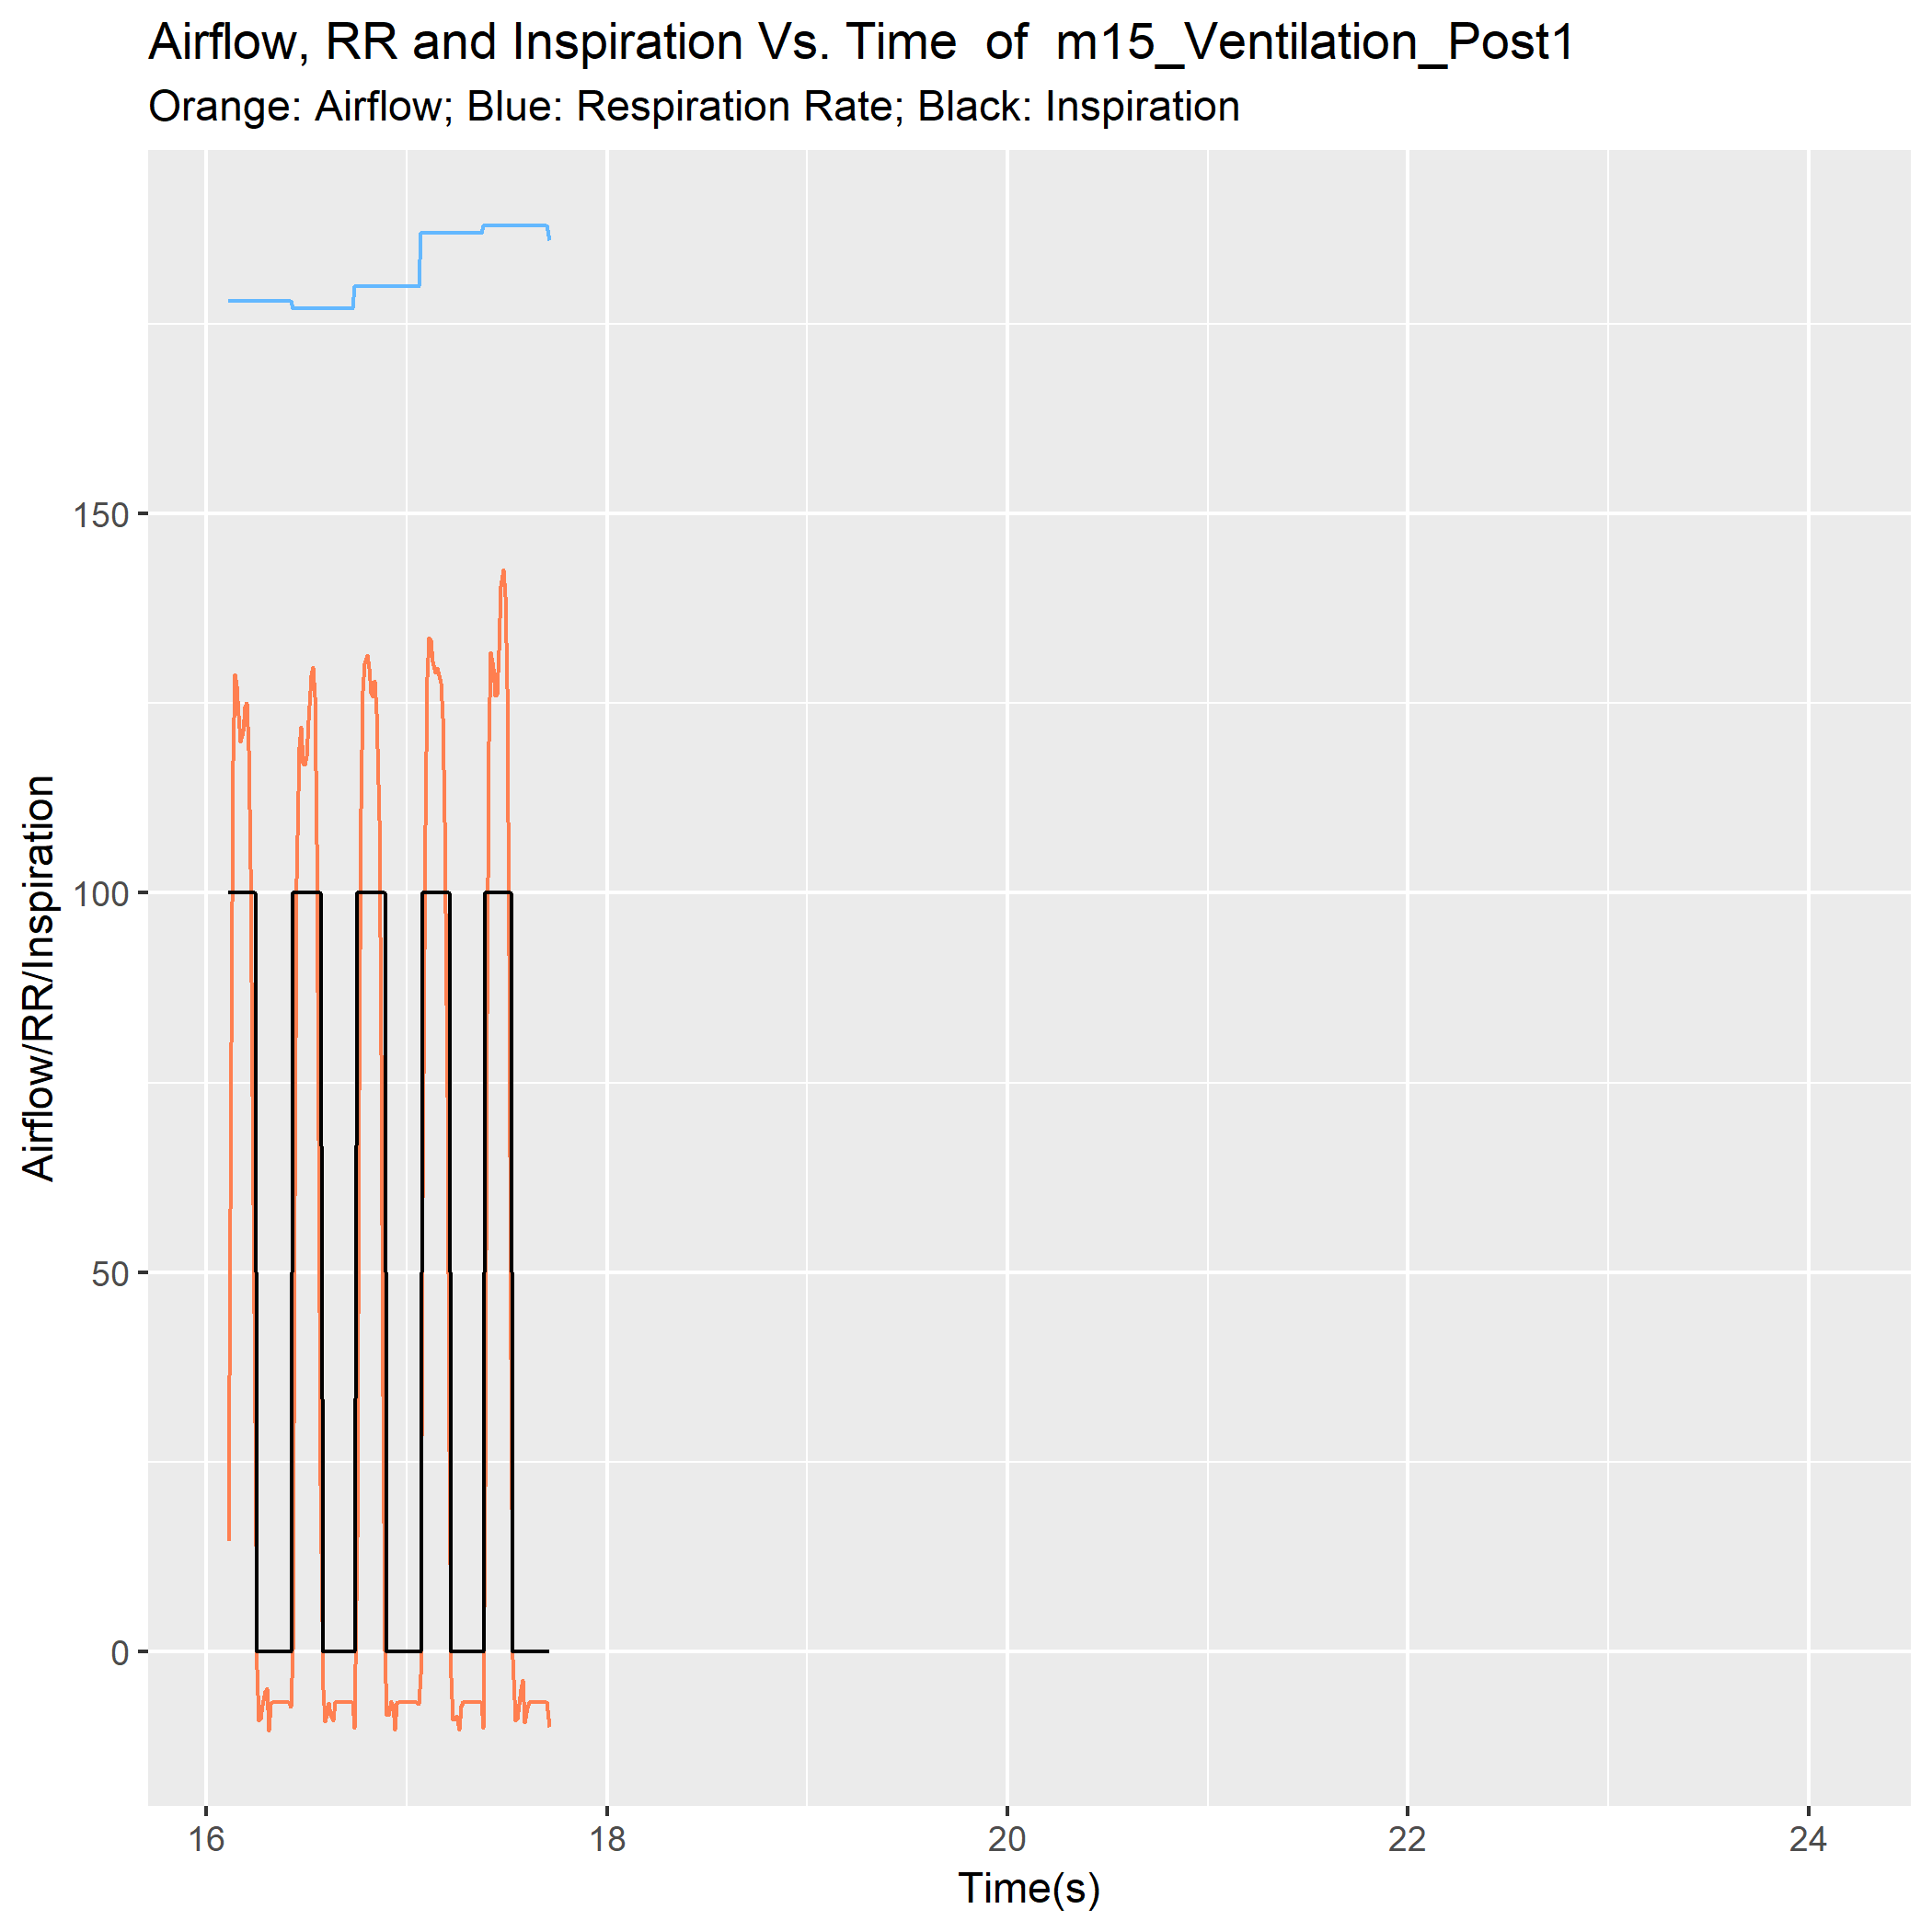 Airflow, RR and Inspiration Vs. Time  of  m15_Ventilation_Post1
Orange: Airflow; Blue: Respiration Rate; Black: Inspiration
Airflow/RR/Inspiration
150
100
50
0
16 18 20 22 24
Time(s)